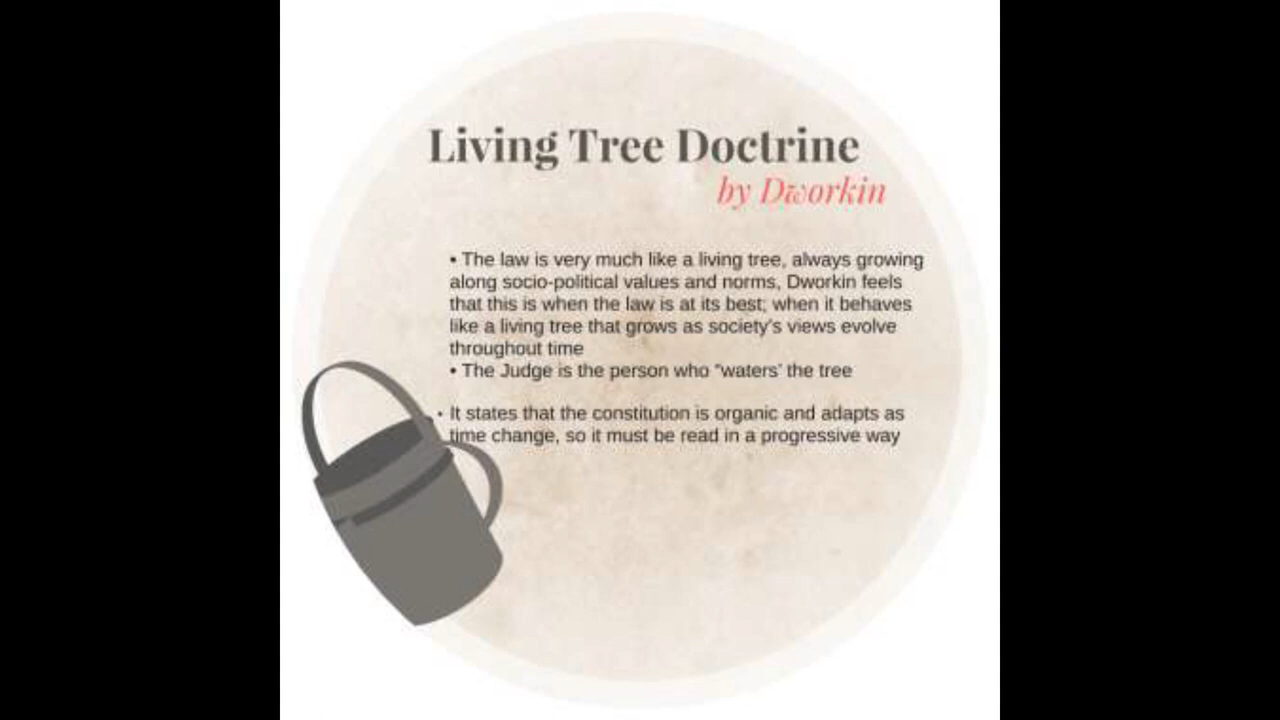 Living Tree Doctrine
by Dworkin
• The law is very much like a living tree, always growing
along socio-political values and norms, Dworkin feels
that this is when the law is at its best; when it behaves
like a living tree that grows as society's views evolve
throughout time
• The Judge is the person who "waters' the tree
• It states that the constitution is organic and adapts as
time change, so it must be read in a progressive way